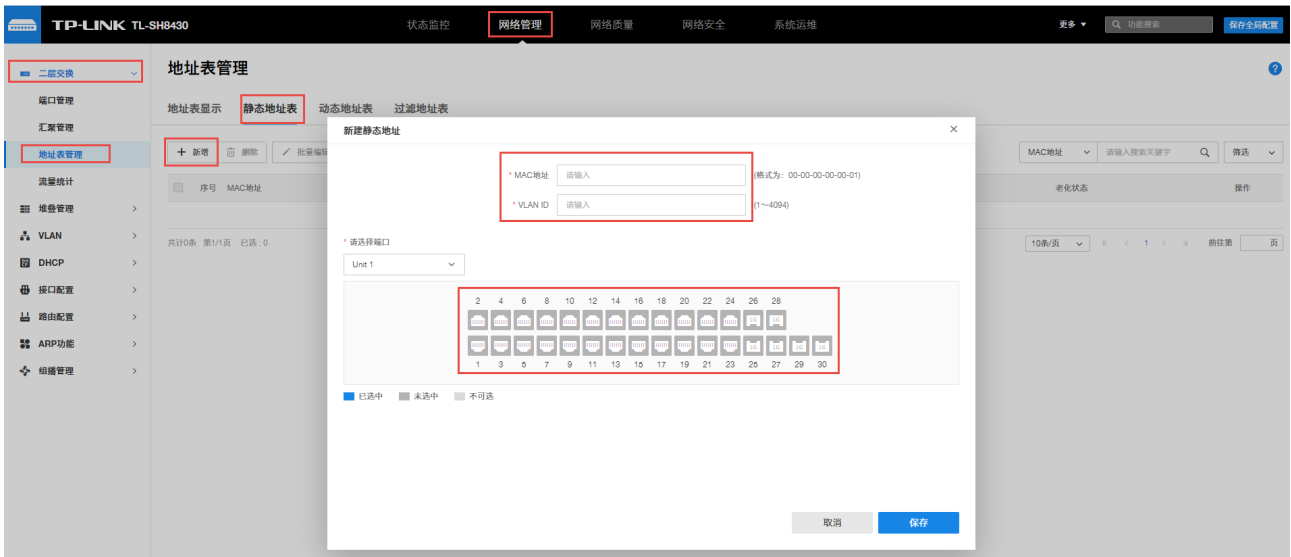 TP-LINK TL-SH8430 状态监控 网络管理 网络质量 网络安全 系统运维 更多 功能搜索 保存全局配置
二层交换
端口管理
汇聚管理
地址表管理
流量统计
堆叠管理
VLAN
DHCP
接口配置
路由配置
ARP功能
组播管理
地址表管理
地址表显示 静态地址表 动态地址表 过滤地址表
新增 删除 批量编辑 MAC地址 请输入搜索关键字 筛选
序号 MAC地址 老化状态 操作
共计0条 第1/1页 已选:0 10条/页 1 前往第 页
新建静态地址
* MAC地址 请输入 (格式为:00-00-00-00-00-01)
* VLAN ID 请输入 (1~4094)
* 请选择端口
Unit 1
2 4 6 8 10 12 14 16 18 20 22 24 26 28
1G 1G
1G 1G 1G 1G
1 3 5 7 9 11 13 15 17 19 21 23 25 27 29 30
已选中 未选中 不可选
取消 保存